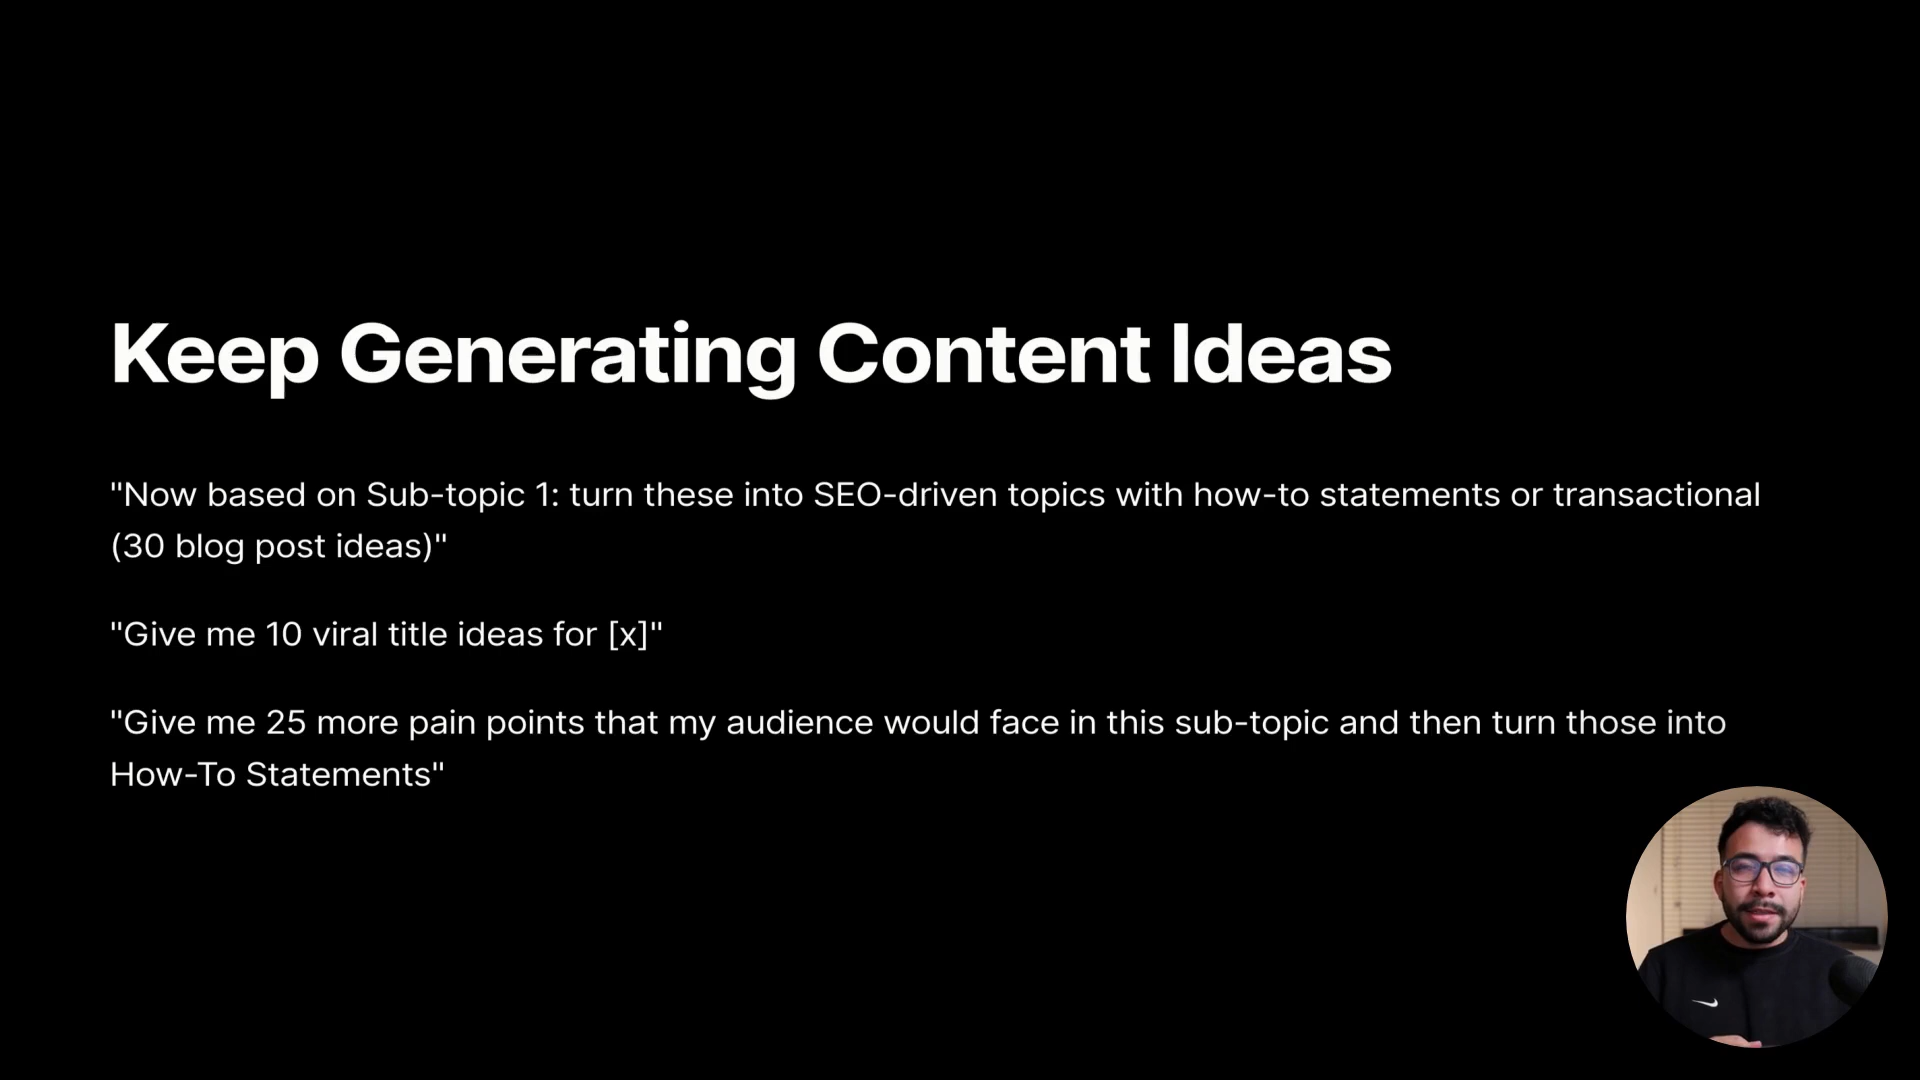 Keep Generating Content Ideas
"Now based on Sub-topic 1: turn these into SEO-driven topics with how-to statements or transactional
(30 blog post ideas)"
"Give me 10 viral title ideas for [x]"
"Give me 25 more pain points that my audience would face in this sub-topic and then turn those into
How-To Statements"